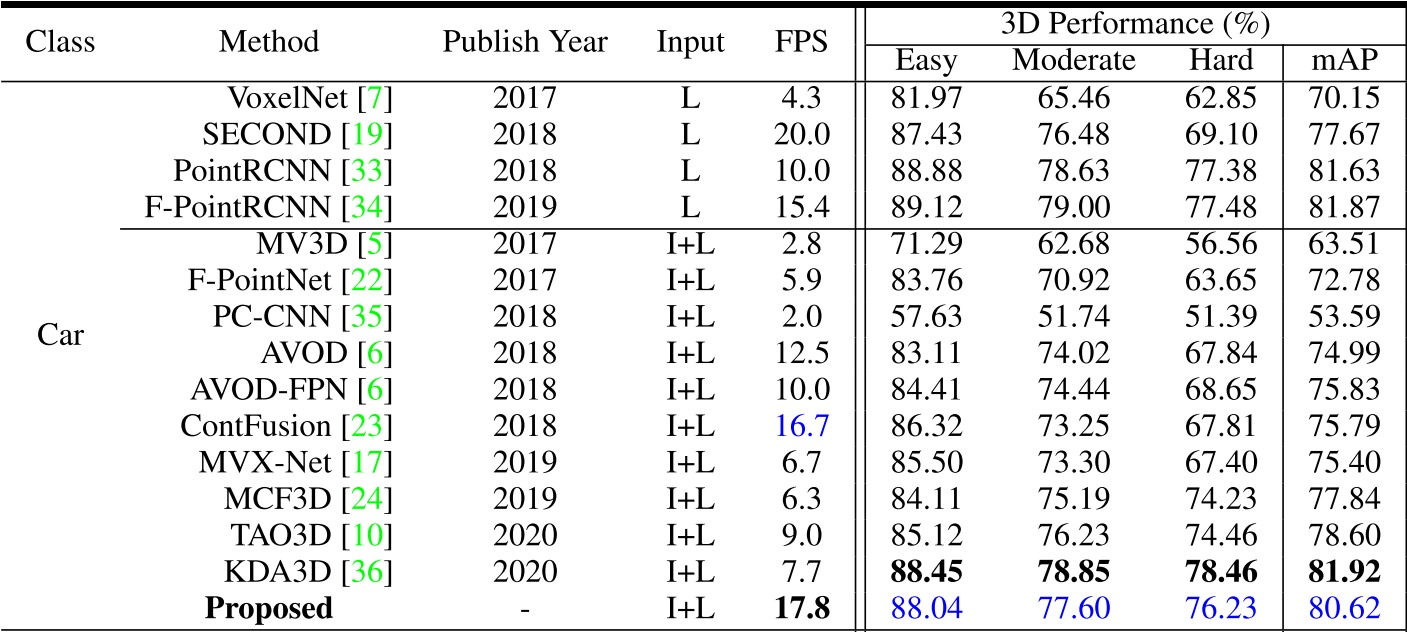 Class Method Publish Year Input FPS 3D Performance (%)
Easy Moderate Hard mAP
VoxelNet [7] 2017 L 4.3 81.97 65.46 62.85 70.15
SECOND [19] 2018 L 20.0 87.43 76.48 69.10 77.67
PointRCNN [33] 2018 L 10.0 88.88 78.63 77.38 81.63
F-PointRCNN [34] 2019 L 15.4 89.12 79.00 77.48 81.87
MV3D [5] 2017 I+L 2.8 71.29 62.68 56.56 63.51
F-PointNet [22] 2017 I+L 5.9 83.76 70.92 63.65 72.78
PC-CNN [35] 2018 I+L 2.0 57.63 51.74 51.39 53.59
Car
AVOD [6] 2018 I+L 12.5 83.11 74.02 67.84 74.99
AVOD-FPN [6] 2018 I+L 10.0 84.41 74.44 68.65 75.83
ContFusion [23] 2018 I+L 16.7 86.32 73.25 67.81 75.79
MVX-Net [17] 2019 I+L 6.7 85.50 73.30 67.40 75.40
MCF3D [24] 2019 I+L 6.3 84.11 75.19 74.23 77.84
TAO3D [10] 2020 I+L 9.0 85.12 76.23 74.46 78.60
KDA3D [36] 2020 I+L 7.7 88.45 78.85 78.46 81.92
Proposed - I+L 17.8 88.04 77.60 76.23 80.62